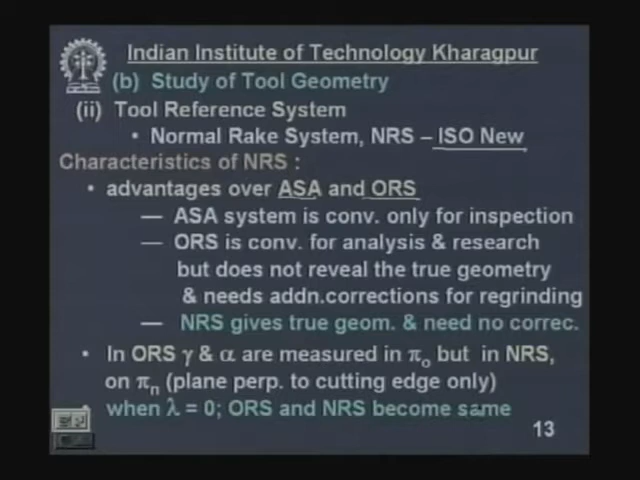 Indian Institute of Technology Kharagpur
(b) Study of Tool Geometry
(ii) Tool Reference System
• Normal Rake System, NRS – ISO New
Characteristics of NRS :
• advantages over ASA and ORS
— ASA system is conv. only for inspection
— ORS is conv. for analysis & research
but does not reveal the true geometry
& needs addn.corrections for regrinding
— NRS gives true geom. & need no correc.
• In ORS γ & α are measured in πo but in NRS,
on πn (plane perp. to cutting edge only)
when λ = 0; ORS and NRS become same
13